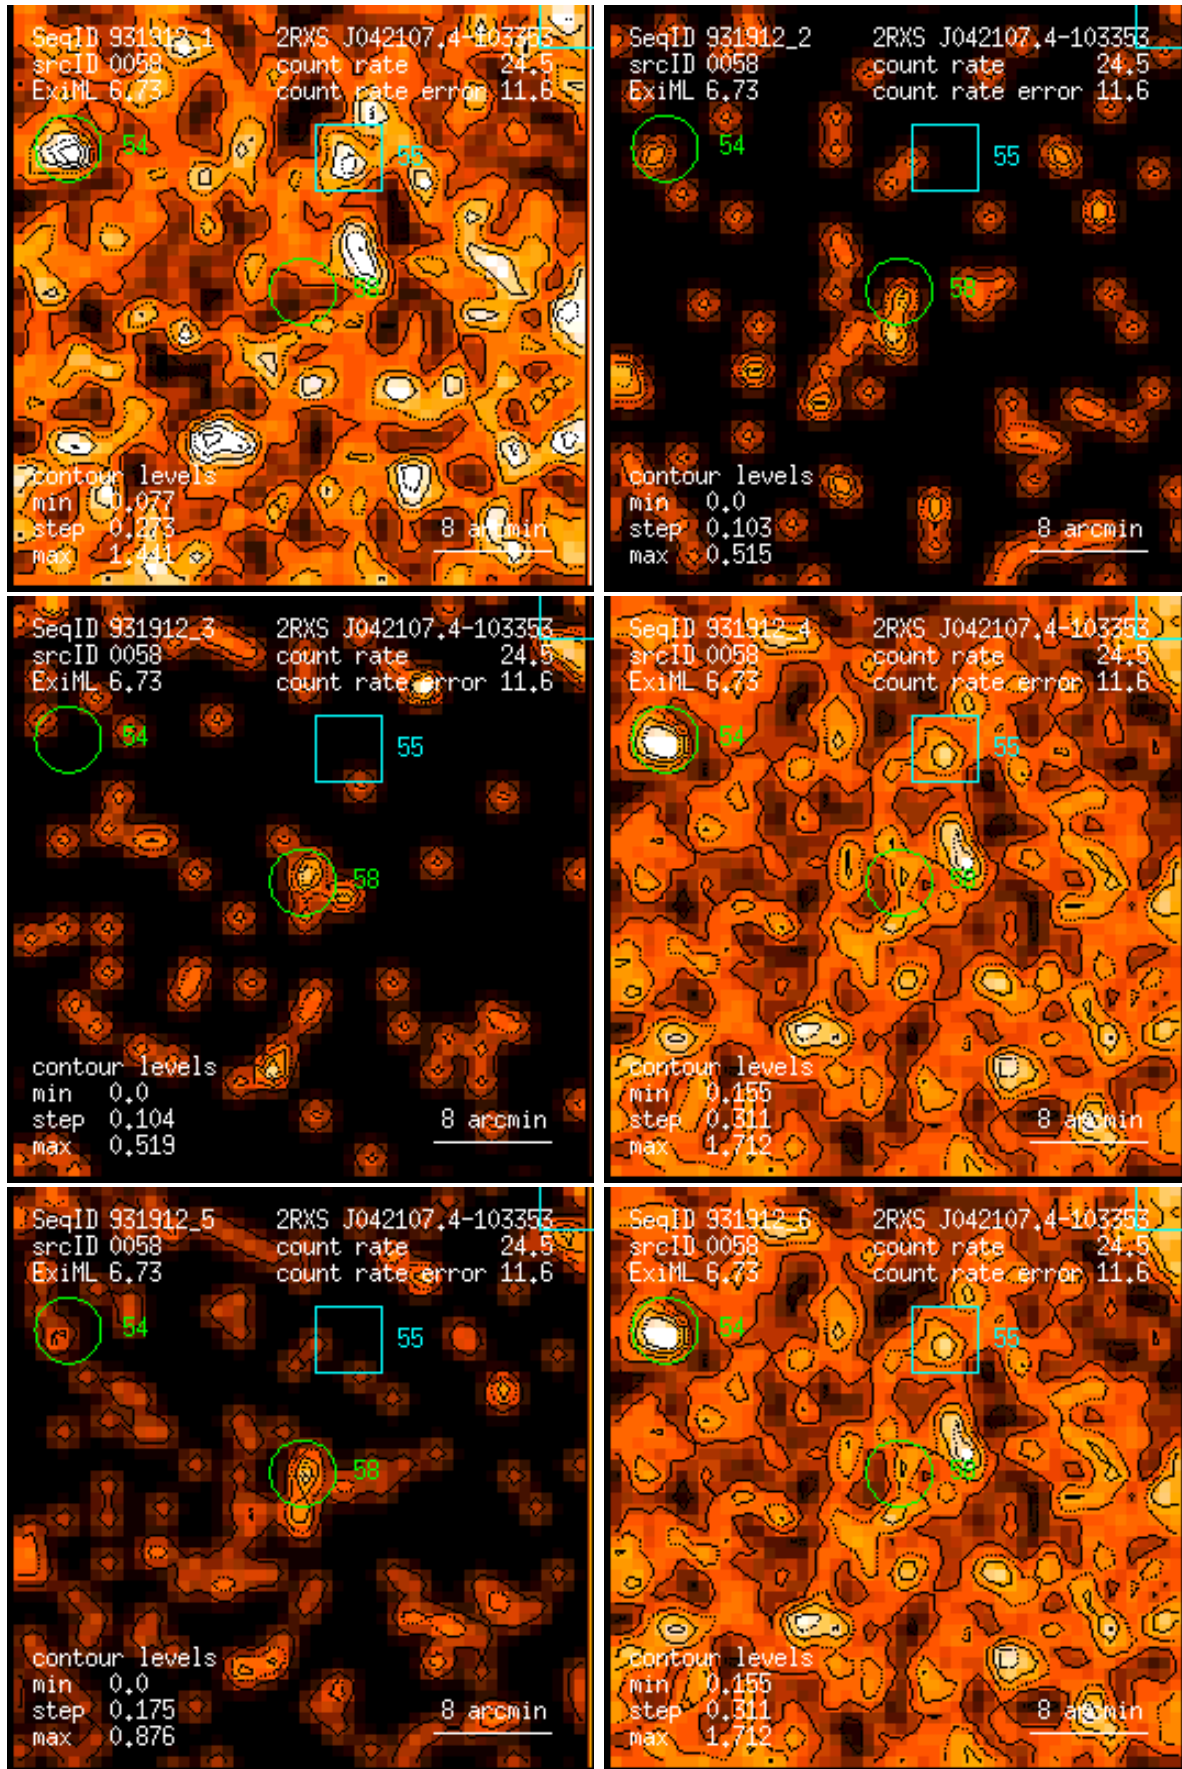 SeqID 931912_1 2RXS J042107.4-103353
srcID 0058 count rate 24.5
ExiML 6.73 count rate error 11.6
54
55
58
contour levels
min 0.077
step 0.273
max 1.441
8 arcmin
SeqID 931912_2 2RXS J042107.4-103353
srcID 0058 count rate 24.5
ExiML 6.73 count rate error 11.6
54
55
58
contour levels
min 0.0
step 0.103
max 0.515
8 arcmin
SeqID 931912_3 2RXS J042107.4-103353
srcID 0058 count rate 24.5
ExiML 6.73 count rate error 11.6
54
55
58
contour levels
min 0.0
step 0.104
max 0.519
8 arcmin
SeqID 931912_4 2RXS J042107.4-103353
srcID 0058 count rate 24.5
ExiML 6.73 count rate error 11.6
54
55
58
contour levels
min 0.155
step 0.311
max 1.712
8 arcmin
SeqID 931912_5 2RXS J042107.4-103353
srcID 0058 count rate 24.5
ExiML 6.73 count rate error 11.6
54
55
58
contour levels
min 0.0
step 0.175
max 0.876
8 arcmin
SeqID 931912_6 2RXS J042107.4-103353
srcID 0058 count rate 24.5
ExiML 6.73 count rate error 11.6
54
55
58
contour levels
min 0.155
step 0.311
max 1.712
8 arcmin